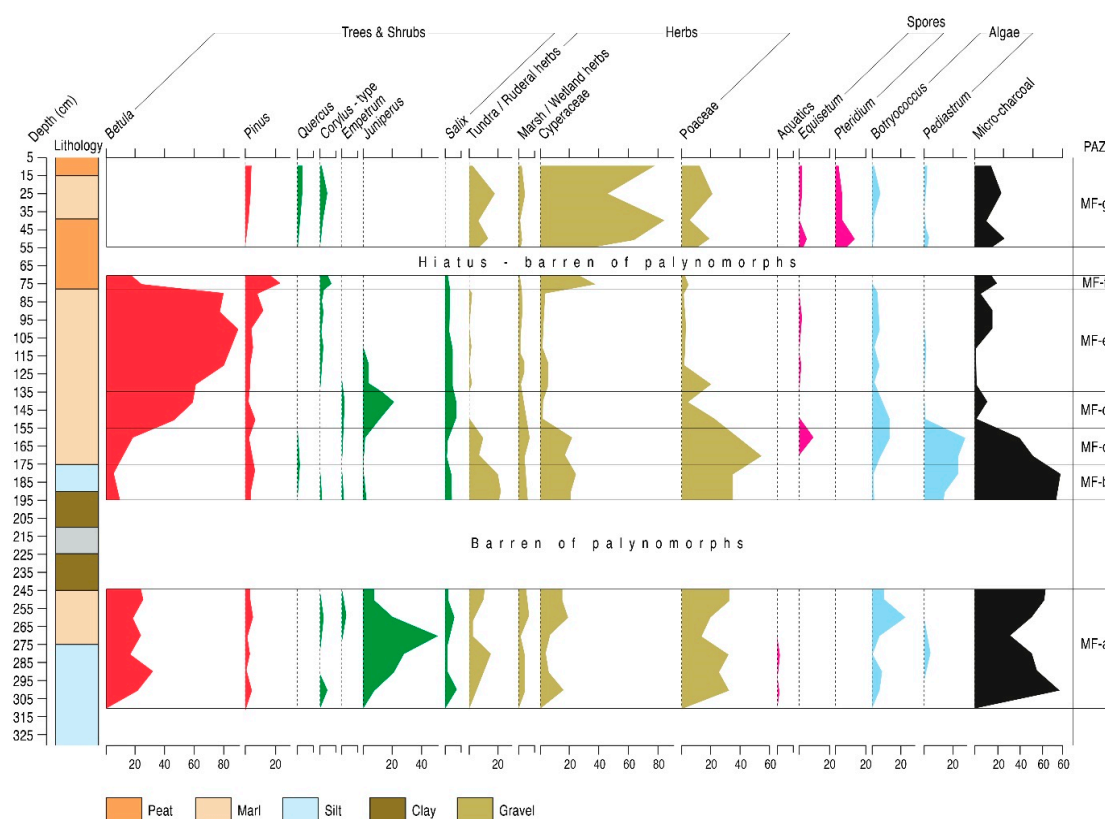 Trees & Shrubs
Herbs
Spores
Algae
Depth (cm)
Lithology
Betula
Pinus
Quercus
Corylus - type
Empetrum
Juniperus
Salix
Tundra / Ruderal herbs
Marsh / Wetland herbs
Cyperaceae
Poaceae
Aquatics
Equisetum
Pteridium
Botryococcus
Pediastrum
Micro-charcoal
PAZ
5
15
25
35
45
55
65
75
85
95
105
115
125
135
145
155
165
175
185
195
205
215
225
235
245
255
265
275
285
295
305
315
325
MF-g
Hiatus - barren of palynomorphs
MF-e
MF-b
Barren of palynomorphs
MF-a
20 40 60 80 20 20 40 20 20 40 60 80 20 40 60 20 20 20 40 60
Peat Marl Silt Clay Gravel